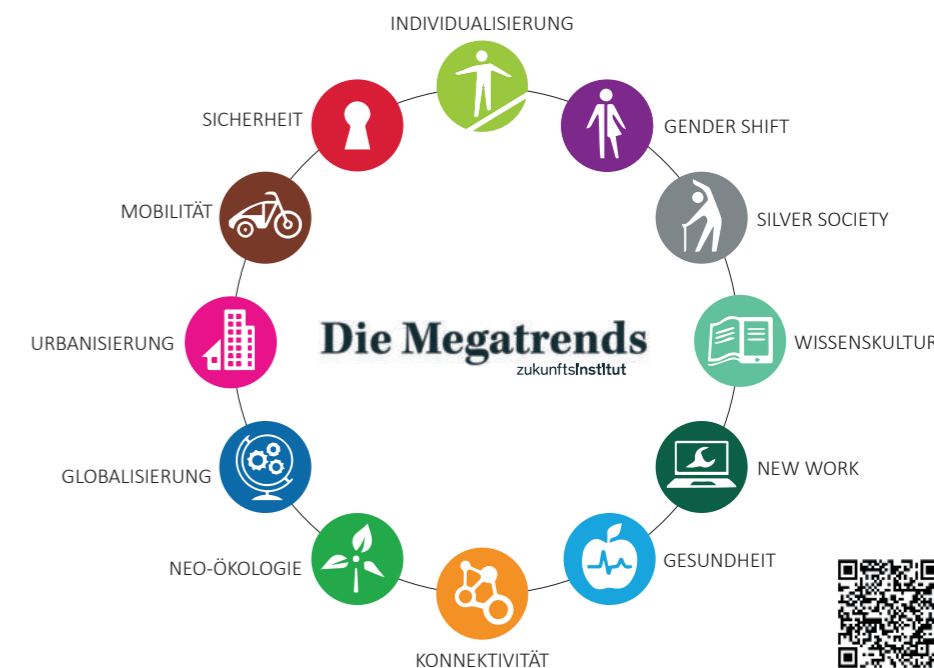 INDIVIDUALISIERUNG
SICHERHEIT
GENDER SHIFT
MOBILITÄT
SILVER SOCIETY
URBANISIERUNG
Die Megatrends
zukunftsInstitut
WISSENSKULTUR
GLOBALISIERUNG
NEW WORK
NEO-ÖKOLOGIE
GESUNDHEIT
KONNEKTIVITÄT